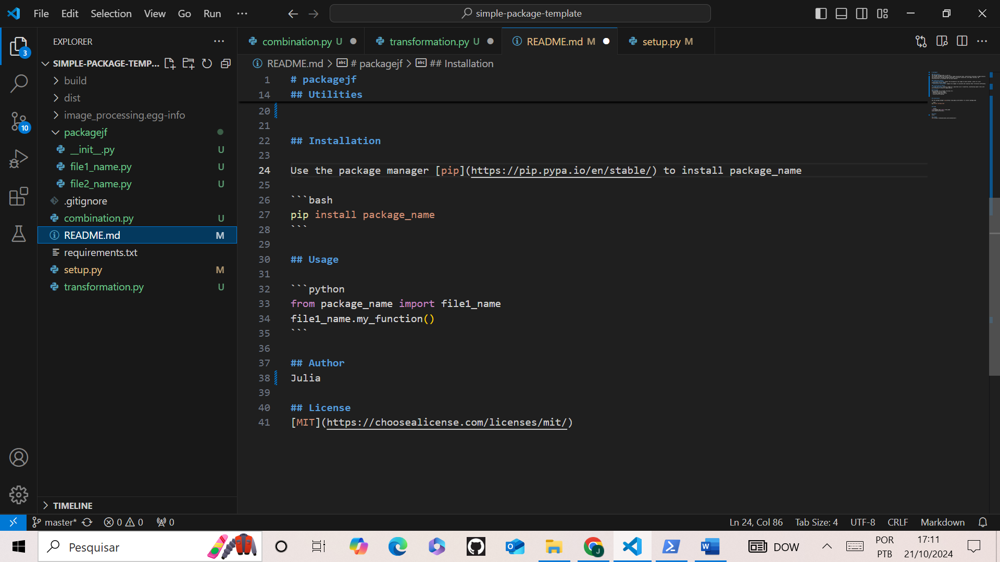 File Edit Selection View Go Run ···
simple-package-template
EXPLORER
SIMPLE-PACKAGE-TEMP...
build
dist
image_processing.egg-info
packagejf
__init__.py U
file1_name.py U
file2_name.py U
.gitignore
combination.py U
README.md M
requirements.txt
setup.py M
transformation.py U
TIMELINE
3
10
combination.py U transformation.py U README.md M setup.py M
README.md > # packagejf > ## Installation
1 # packagejf
14 ## Utilities
20
21
22 ## Installation
23
24 Use the package manager [pip](https://pip.pypa.io/en/stable/) to install package_name
25
26 ```bash
27 pip install package_name
28 ```
29
30 ## Usage
31
32 ```python
33 from package_name import file1_name
34 file1_name.my_function()
35 ```
36
37 ## Author
38 Julia
39
40 ## License
41 [MIT](https://choosealicense.com/licenses/mit/)
master* 0 0 0 Ln 24, Col 86 Tab Size: 4 UTF-8 CRLF Markdown
Pesquisar
DOW
POR
PTB
17:11
21/10/2024